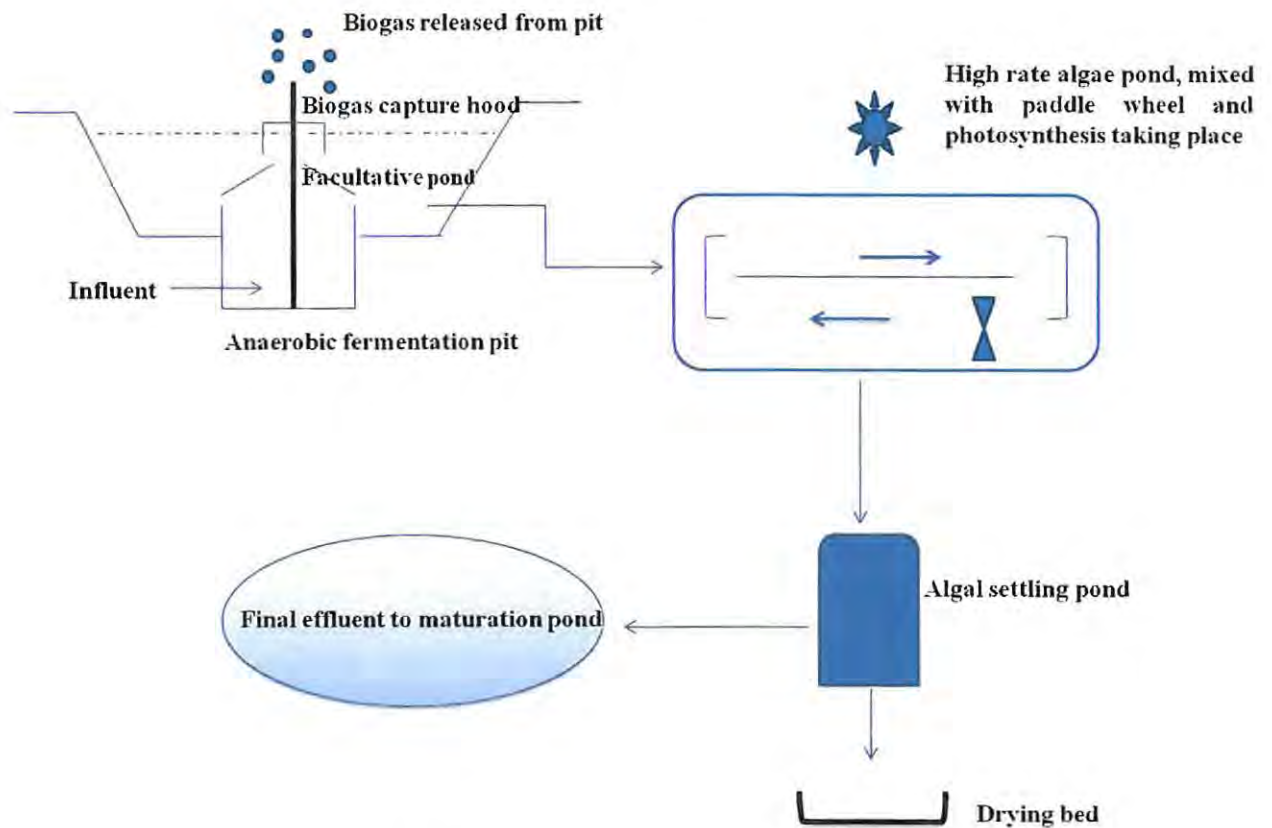 Biogas released from pit
Biogas capture hood
Facultative pond
Influent
Anaerobic fermentation pit
High rate algae pond, mixed
with paddle wheel and
photosynthesis taking place
Algal settling pond
Final effluent to maturation pond
Drying bed